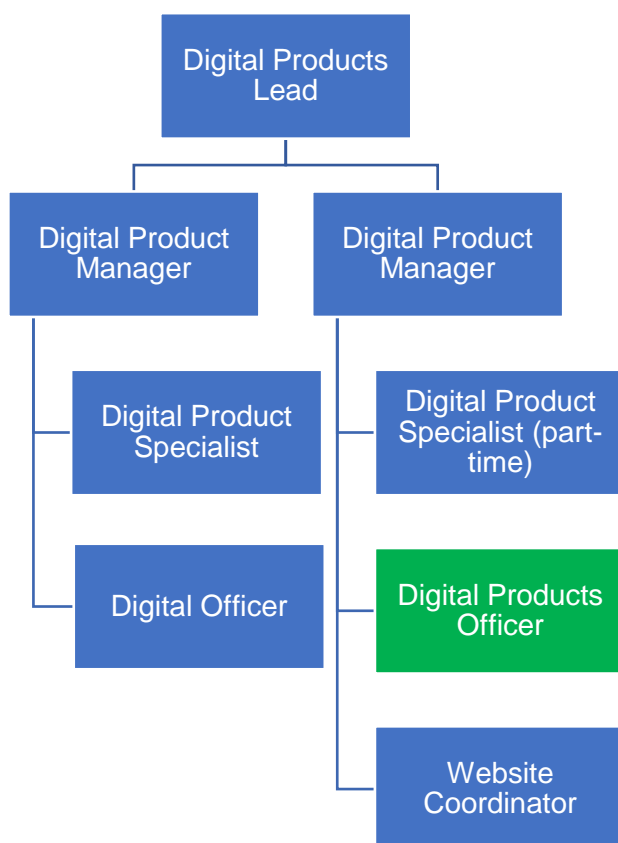 Digital Products
Lead
Digital Product
Manager
Digital Product
Manager
Digital Product
Specialist
Digital Product
Specialist (part-
time)
Digital Officer
Digital Products
Officer
Website
Coordinator